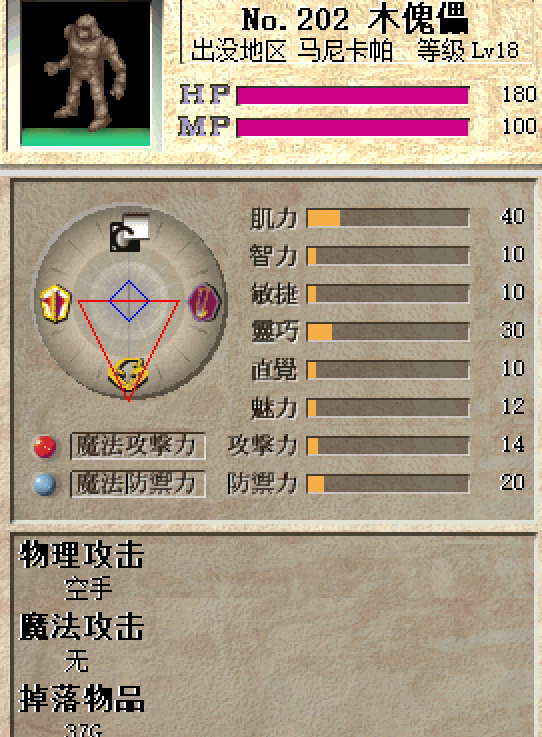 No.202 木傀儡
出没地区 马尼卡帕 等级 Lv18
HP 180
MP 100
肌力 40
智力 10
敏捷 10
靈巧 30
直覺 10
魅力 12
魔法攻擊力 攻擊力 14
魔法防禦力 防禦力 20
物理攻击
空手
魔法攻击
无
掉落物品
37G